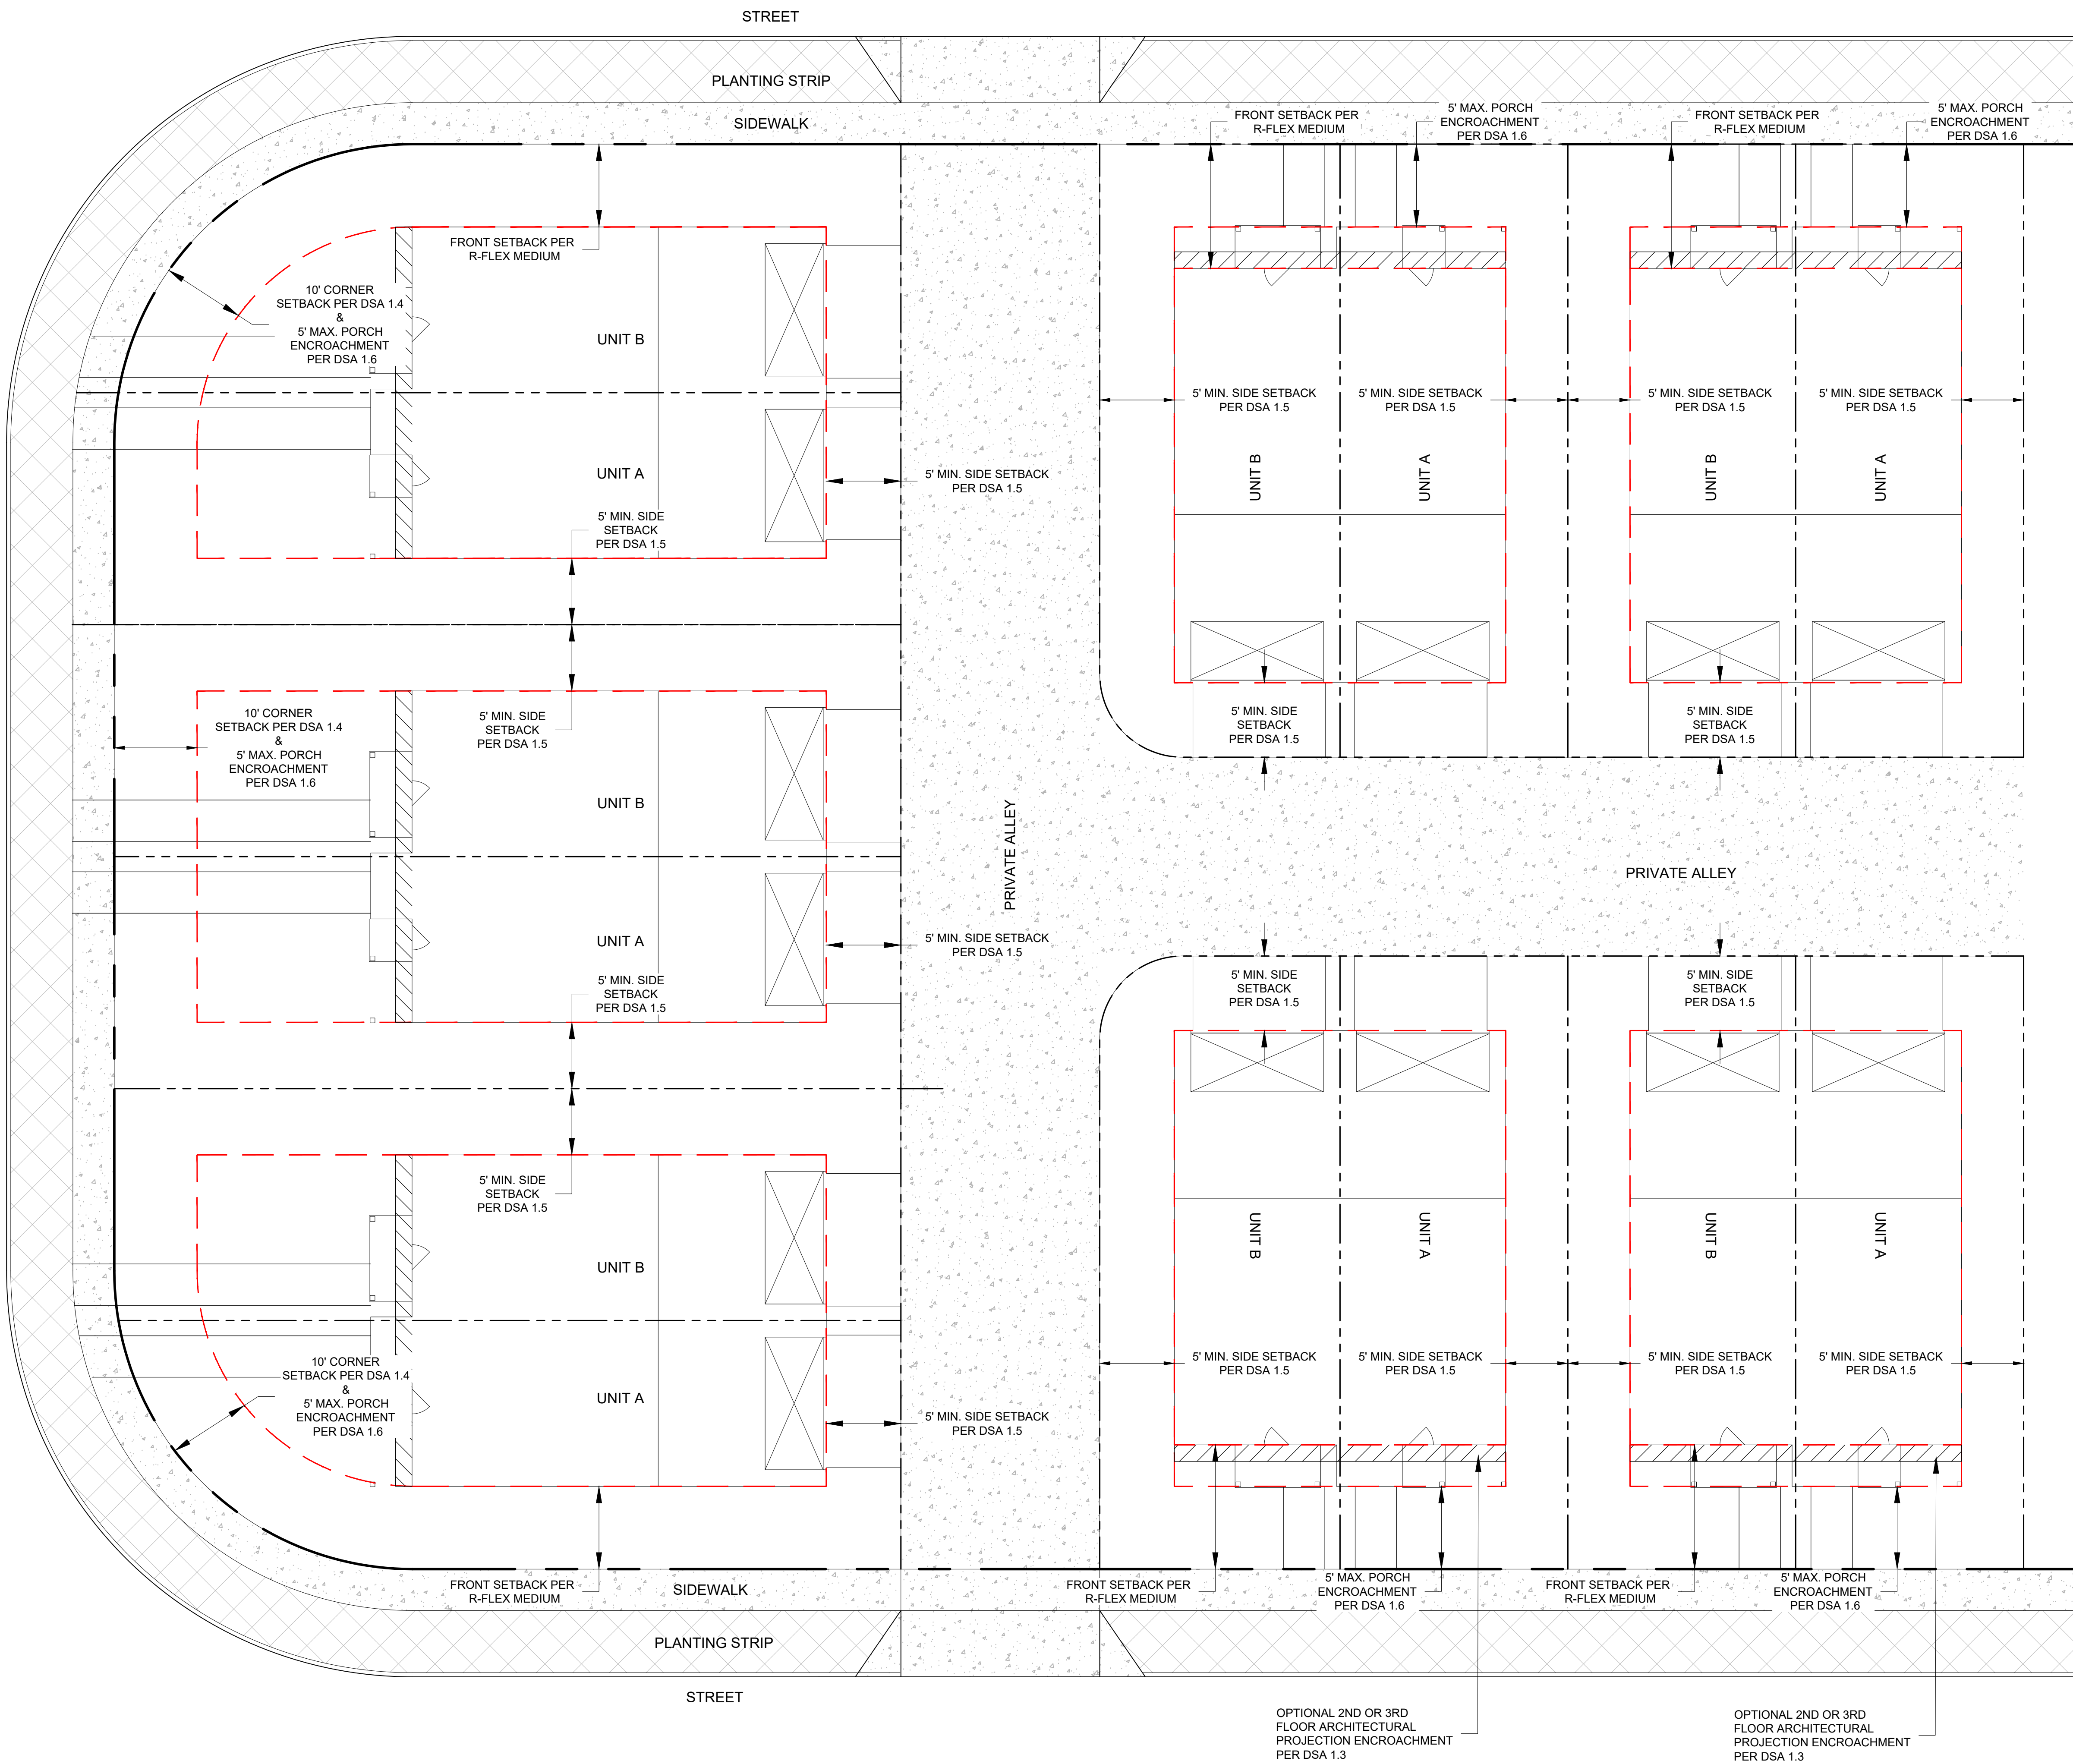 STREET
PLANTING STRIP
SIDEWALK
FRONT SETBACK PER
R-FLEX MEDIUM
5' MAX. PORCH
ENCROACHMENT
PER DSA 1.6
FRONT SETBACK PER
R-FLEX MEDIUM
5' MAX. PORCH
ENCROACHMENT
PER DSA 1.6
FRONT SETBACK PER
R-FLEX MEDIUM
10' CORNER
SETBACK PER DSA 1.4
&
5' MAX. PORCH
ENCROACHMENT
PER DSA 1.6
UNIT B
UNIT A
5' MIN. SIDE SETBACK
PER DSA 1.5
5' MIN. SIDE
SETBACK
PER DSA 1.5
5' MIN. SIDE SETBACK
PER DSA 1.5
5' MIN. SIDE SETBACK
PER DSA 1.5
5' MIN. SIDE SETBACK
PER DSA 1.5
5' MIN. SIDE SETBACK
PER DSA 1.5
UNIT B
UNIT A
UNIT B
UNIT A
5' MIN. SIDE
SETBACK
PER DSA 1.5
5' MIN. SIDE
SETBACK
PER DSA 1.5
10' CORNER
SETBACK PER DSA 1.4
&
5' MAX. PORCH
ENCROACHMENT
PER DSA 1.6
5' MIN. SIDE
SETBACK
PER DSA 1.5
UNIT B
UNIT A
5' MIN. SIDE SETBACK
PER DSA 1.5
5' MIN. SIDE
SETBACK
PER DSA 1.5
PRIVATE ALLEY
PRIVATE ALLEY
5' MIN. SIDE
SETBACK
PER DSA 1.5
5' MIN. SIDE
SETBACK
PER DSA 1.5
5' MIN. SIDE
SETBACK
PER DSA 1.5
UNIT B
UNIT A
10' CORNER
SETBACK PER DSA 1.4
&
5' MAX. PORCH
ENCROACHMENT
PER DSA 1.6
5' MIN. SIDE SETBACK
PER DSA 1.5
UNIT B
UNIT A
UNIT B
UNIT A
5' MIN. SIDE SETBACK
PER DSA 1.5
5' MIN. SIDE SETBACK
PER DSA 1.5
5' MIN. SIDE SETBACK
PER DSA 1.5
5' MIN. SIDE SETBACK
PER DSA 1.5
FRONT SETBACK PER
R-FLEX MEDIUM
SIDEWALK
FRONT SETBACK PER
R-FLEX MEDIUM
5' MAX. PORCH
ENCROACHMENT
PER DSA 1.6
FRONT SETBACK PER
R-FLEX MEDIUM
5' MAX. PORCH
ENCROACHMENT
PER DSA 1.6
PLANTING STRIP
STREET
OPTIONAL 2ND OR 3RD
FLOOR ARCHITECTURAL
PROJECTION ENCROACHMENT
PER DSA 1.3
OPTIONAL 2ND OR 3RD
FLOOR ARCHITECTURAL
PROJECTION ENCROACHMENT
PER DSA 1.3